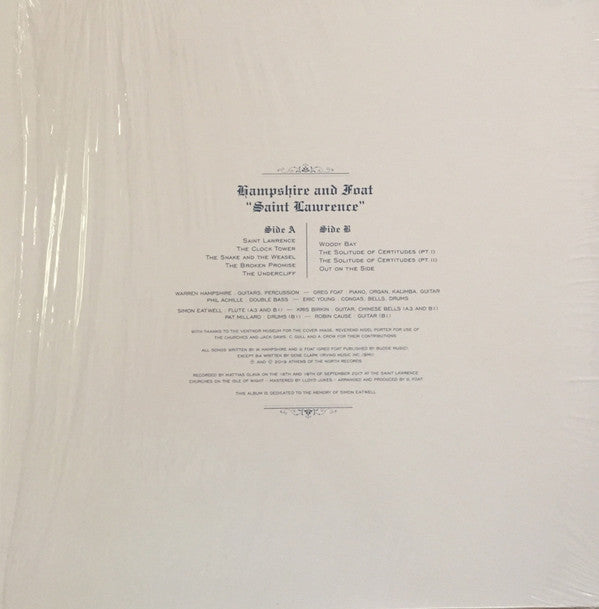 Hampshire and Foat
"Saint Lawrence"
Side A
Saint Lawrence
The Clock Tower
The Snake and the Weasel
The Broken Promise
The Undercliff
Side B
Woody Bay
The Solitude of Certitudes (Pt I)
The Solitude of Certitudes (Pt II)
Out on the Side
Warren Hampshire : Guitars, Percussion — Greg Foat : Piano, Organ, Kalimba, Guitar
Phil Achille : Double Bass — Eric Young : Congas, Bells, Drums
Simon Eatwell : Flute (A3 and B1) — Kris Birkin : Guitar, Chinese Bells (A3 and B1)
Pat Millard : Drums (B1) — Robin Cause : Guitar (B1)
With thanks to the Ventnor Museum for the cover image, Reverend Nigel Porter for use of
the churches and Jack Davis, C. Gull and A. Crow for their contributions
All songs written by W. Hampshire and G. Foat (Greg Foat published by Bucks Music)
Except B4 written by Gene Clark (Irving Music Inc. (BMI))
℗ and © 2019 Athens of the North Records
Recorded by Mattias Glava on the 18th and 19th of September 2017 at the Saint Lawrence
churches on the Isle of Wight - Mastered by Lloyd Jukes - Arranged and produced by G. Foat
This album is dedicated to the memory of Simon Eatwell